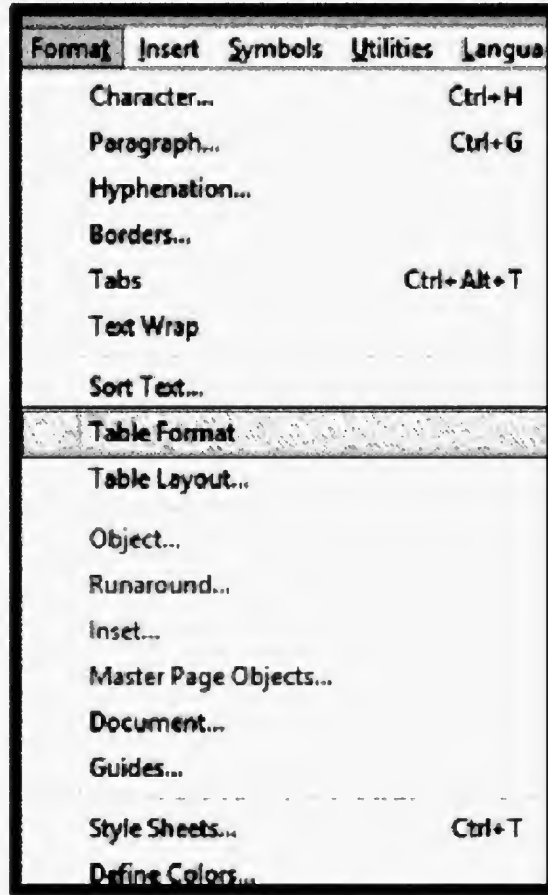 Format Insert Symbols Utilities Langua
Character... Ctrl+H
Paragraph... Ctrl+G
Hyphenation...
Borders...
Tabs Ctrl+Alt+T
Text Wrap
Sort Text...
Table Format
Table Layout...
Object...
Runaround...
Inset...
Master Page Objects...
Document...
Guides...
Style Sheets... Ctrl+T
Define Colors...